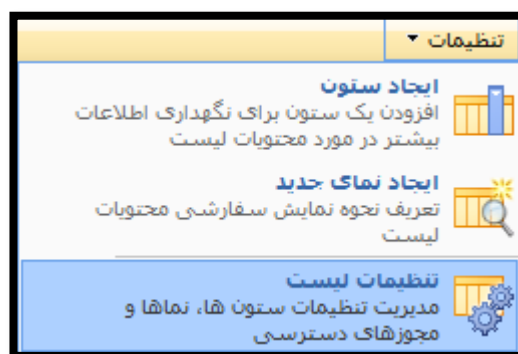 تنظیمات
ایجاد ستون
افزودن یک ستون برای نگهداری اطلاعات
بیشتر در مورد محتویات لیست
ایجاد نمای جدید
تعریف نحوه نمایش سفارشی محتویات
لیست
تنظیمات لیست
مدیریت تنظیمات ستون ها، نماها و
مجوزهای دسترسی